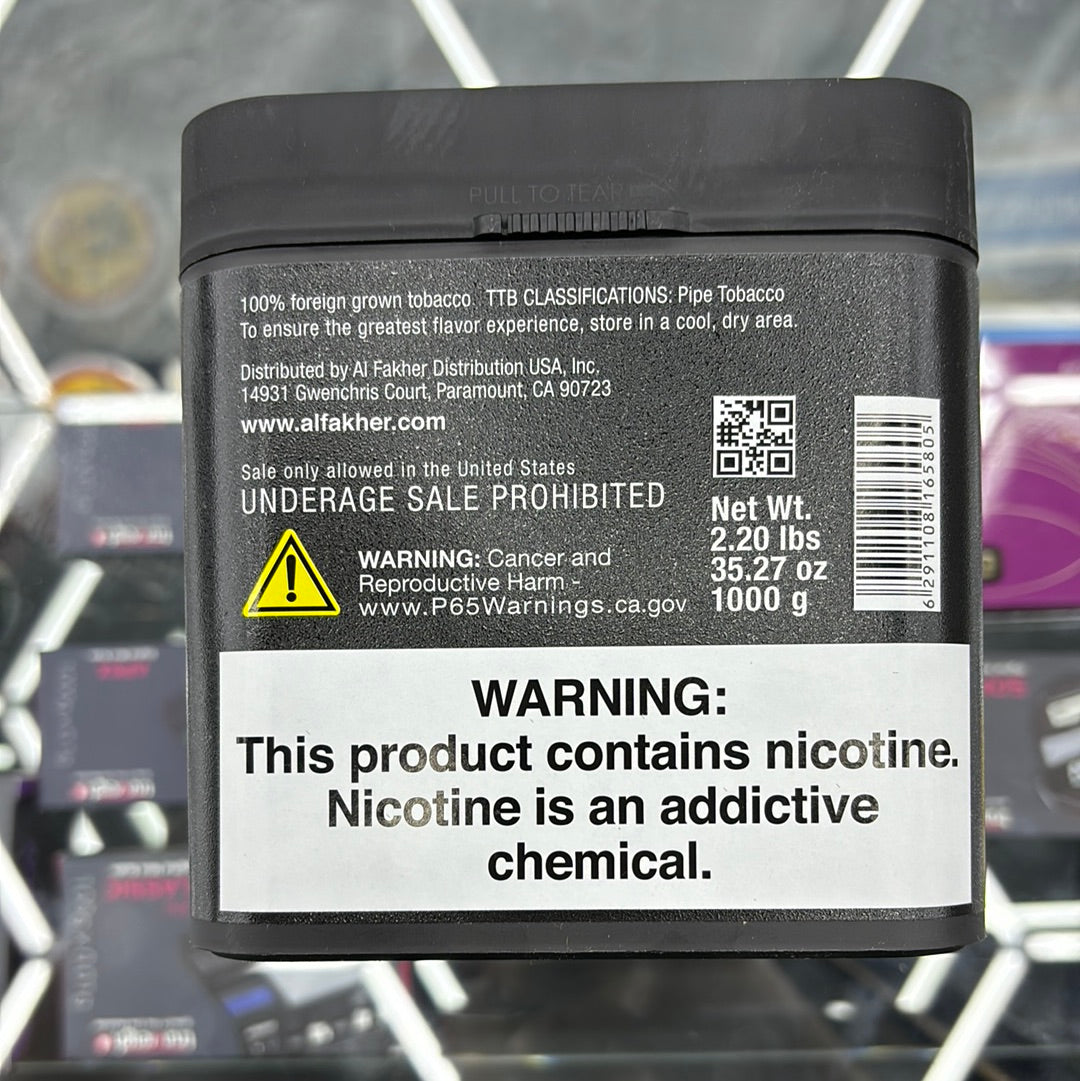 PULL TO TEAR
100% foreign grown tobacco TTB CLASSIFICATIONS: Pipe Tobacco
To ensure the greatest flavor experience, store in a cool, dry area.
Distributed by Al Fakher Distribution USA, Inc.
14931 Gwenchris Court, Paramount, CA 90723
www.alfakher.com
Sale only allowed in the United States
UNDERAGE SALE PROHIBITED
WARNING: Cancer and
Reproductive Harm -
www.P65Warnings.ca.gov
Net Wt.
2.20 lbs
35.27 oz
1000 g
6291108165805
WARNING:
This product contains nicotine.
Nicotine is an addictive
chemical.